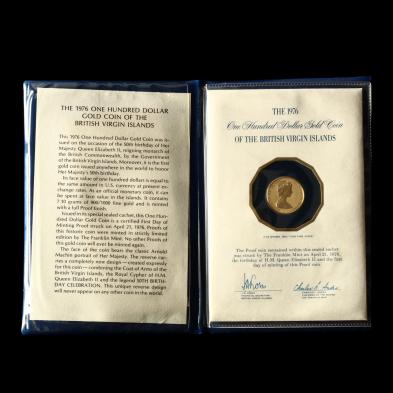 THE 1976 ONE HUNDRED DOLLAR
GOLD COIN OF THE
BRITISH VIRGIN ISLANDS
This 1976 One Hundred Dollar Gold Coin was is-
sued on the occasion of the 50th birthday of Her
Majesty Queen Elizabeth II, reigning monarch of
the British Commonwealth, by the Government
of the British Virgin Islands. Moreover, it is the first
gold coin issued anywhere in the world to honor
Her Majesty's 50th birthday.
Its face value of one hundred dollars is equal to
the same amount in U.S. currency at present ex-
change rates. As an official monetary coin, it can
be spent at face value in the islands. It contains
7.10 grams of 900/1000 fine gold and is minted
with a full Proof finish.
Issued in its special sealed cachet, this One Hun-
dred Dollar Gold Coin is a certified First Day of
Minting Proof struck on April 21, 1976. Proofs of
this historic coin were minted in strictly limited
edition by The Franklin Mint. No other Proofs of
this gold coin will ever be minted again.
The face of the coin bears the classic Arnold
Machin portrait of Her Majesty. The reverse car-
ries a completely new design — created expressly
for this coin — combining the Coat of Arms of the
British Virgin Islands, the Royal Cypher of H.M.
Queen Elizabeth II and the legend 50TH BIRTH-
DAY CELEBRATION. This unique reverse design
will never appear on any other coin in the world.
THE 1976
One Hundred Dollar Gold Coin
OF THE BRITISH VIRGIN ISLANDS
The Proof coin contained within this sealed cachet
was struck by The Franklin Mint on April 21, 1976,
the birthday of H.M. Queen Elizabeth II and the first
day of minting of this Proof coin.